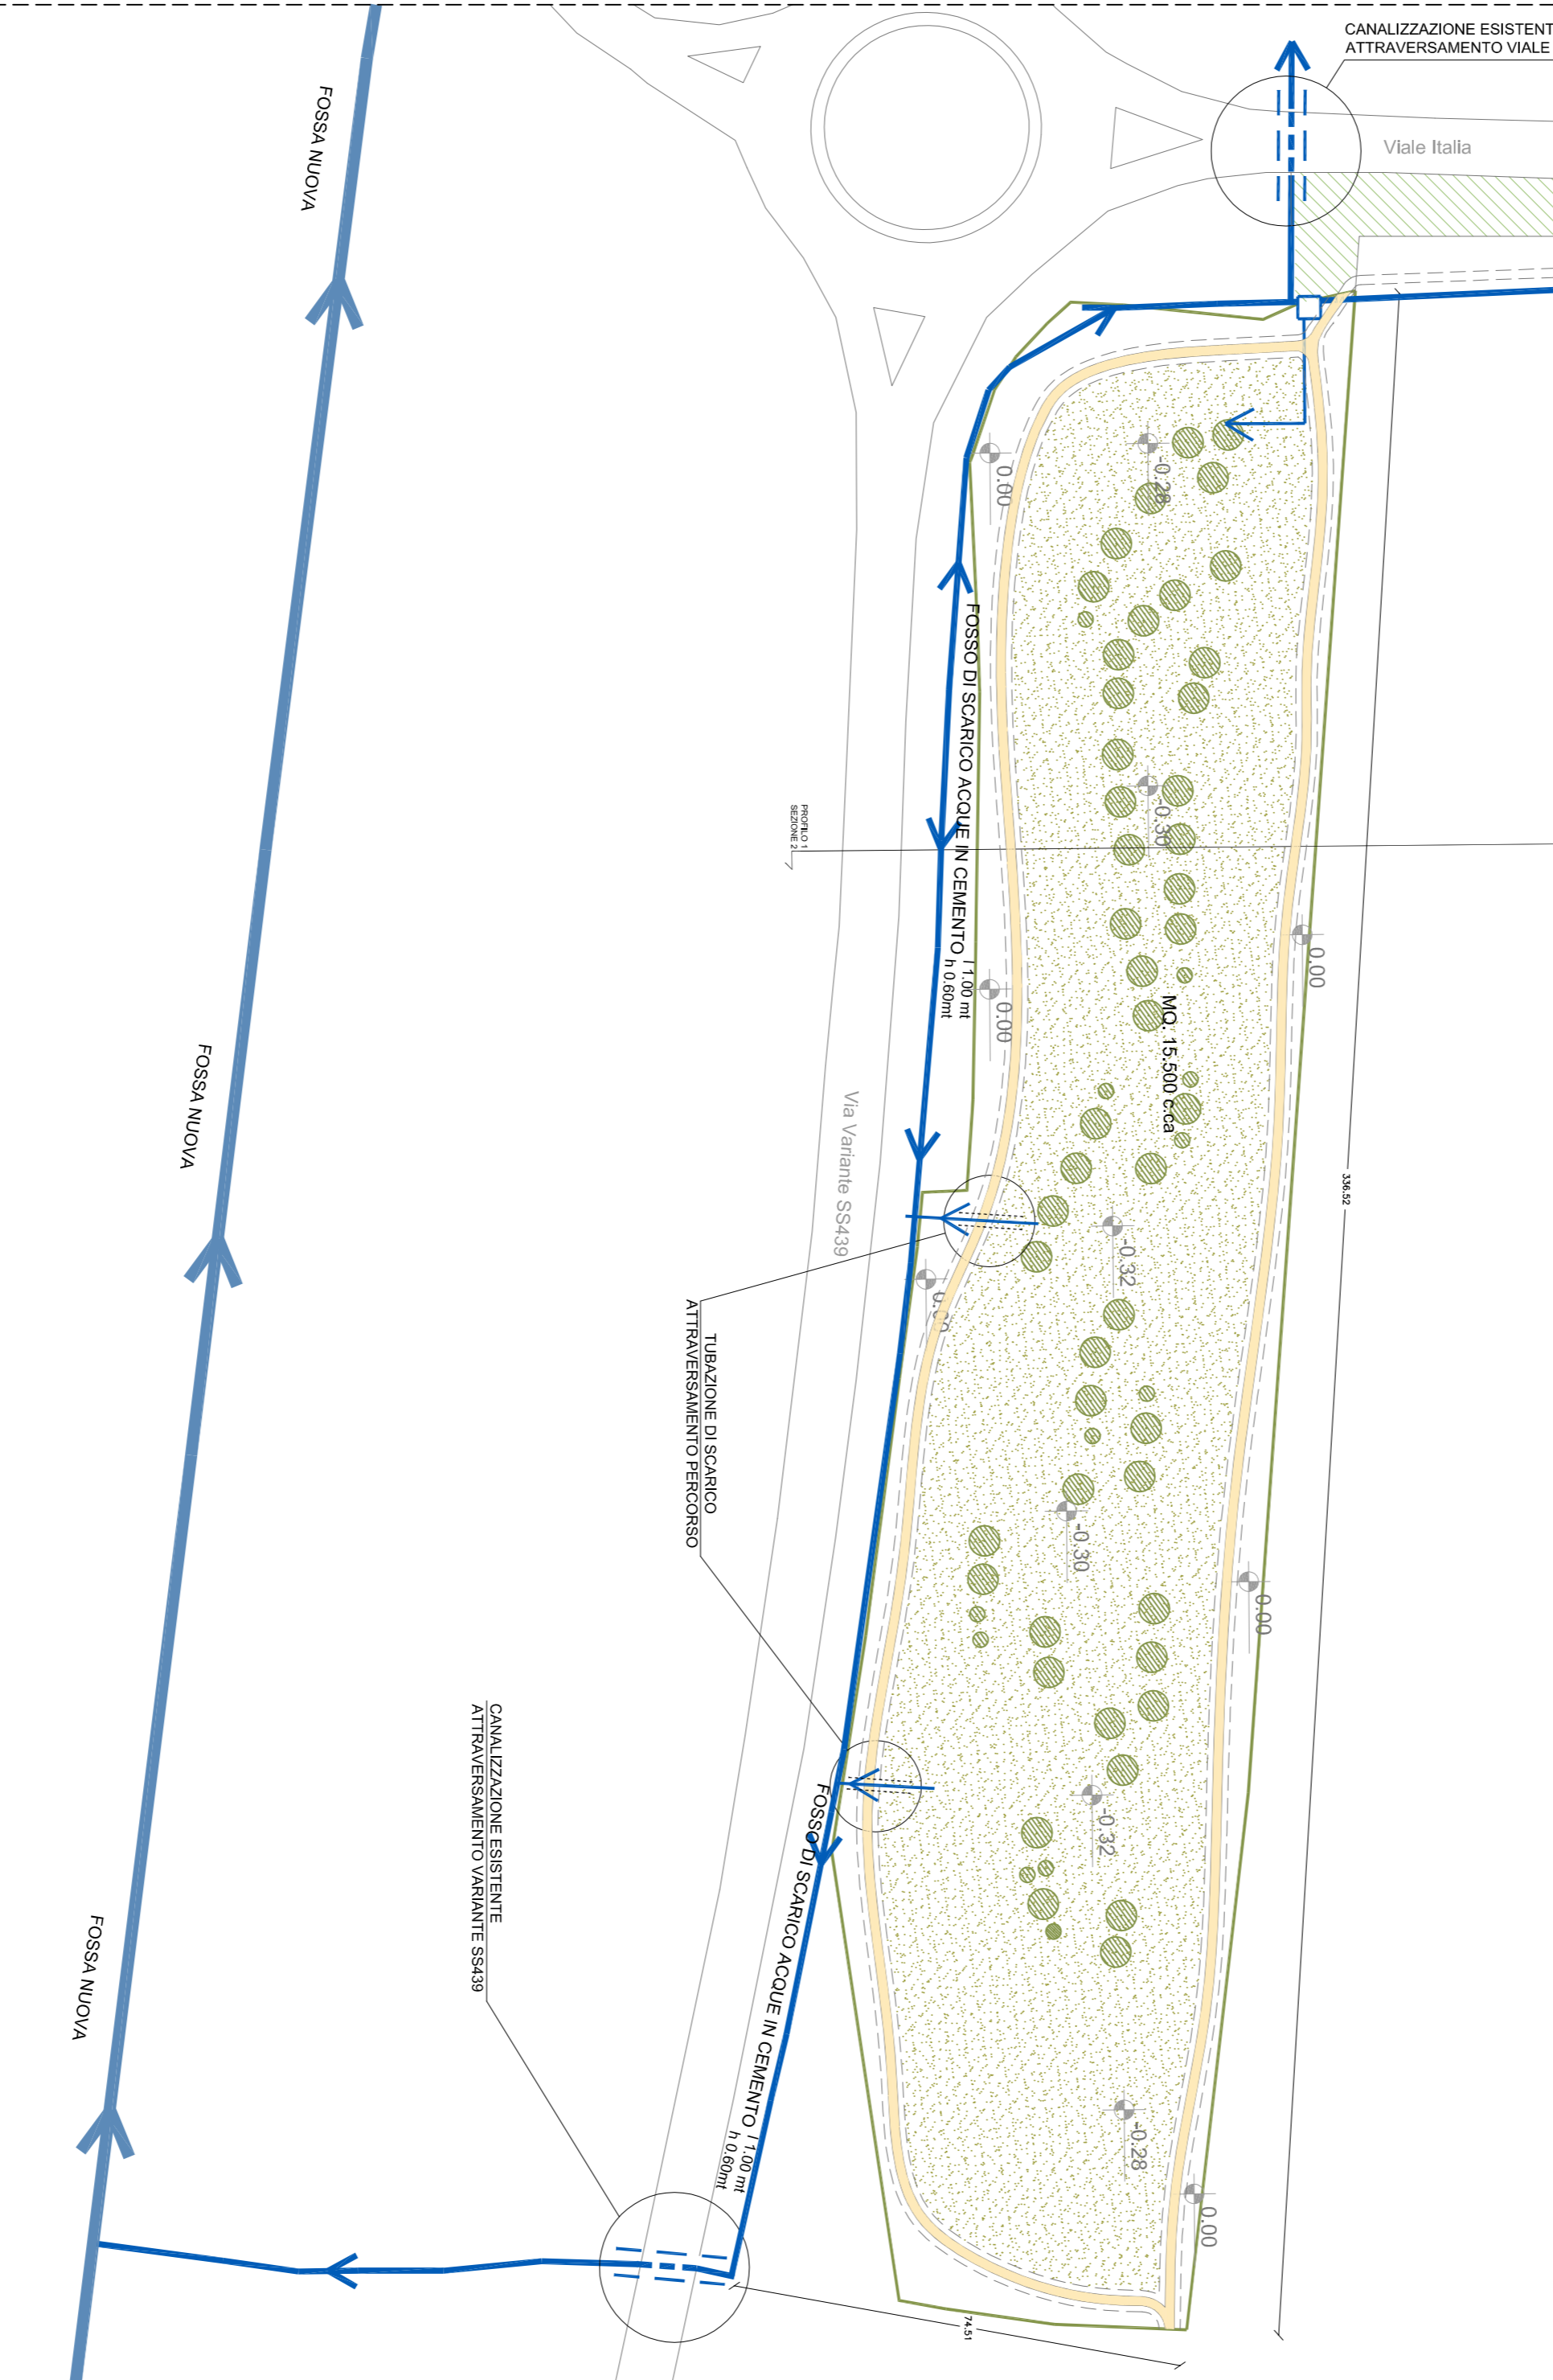 CANALIZZAZIONE ESISTENT
ATTRAVERSAMENTO VIALE
Viale Italia
FOSSA NUOVA
0.00
-0.28
FOSSO DI SCARICO ACQUE IN CEMENTO
l 1.00 mt
h 0.60mt
PROFILO 1
SEZIONE 2
-0.30
0.00
0.00
MQ. 15.500 c.ca
FOSSA NUOVA
Via Variante SS439
336.52
-0.32
0.00
TUBAZIONE DI SCARICO
ATTRAVERSAMENTO PERCORSO
-0.30
0.00
CANALIZZAZIONE ESISTENTE
ATTRAVERSAMENTO VARIANTE SS439
-0.32
FOSSO DI SCARICO ACQUE IN CEMENTO
l 1.00 mt
h 0.60mt
FOSSA NUOVA
-0.28
0.00
74.51